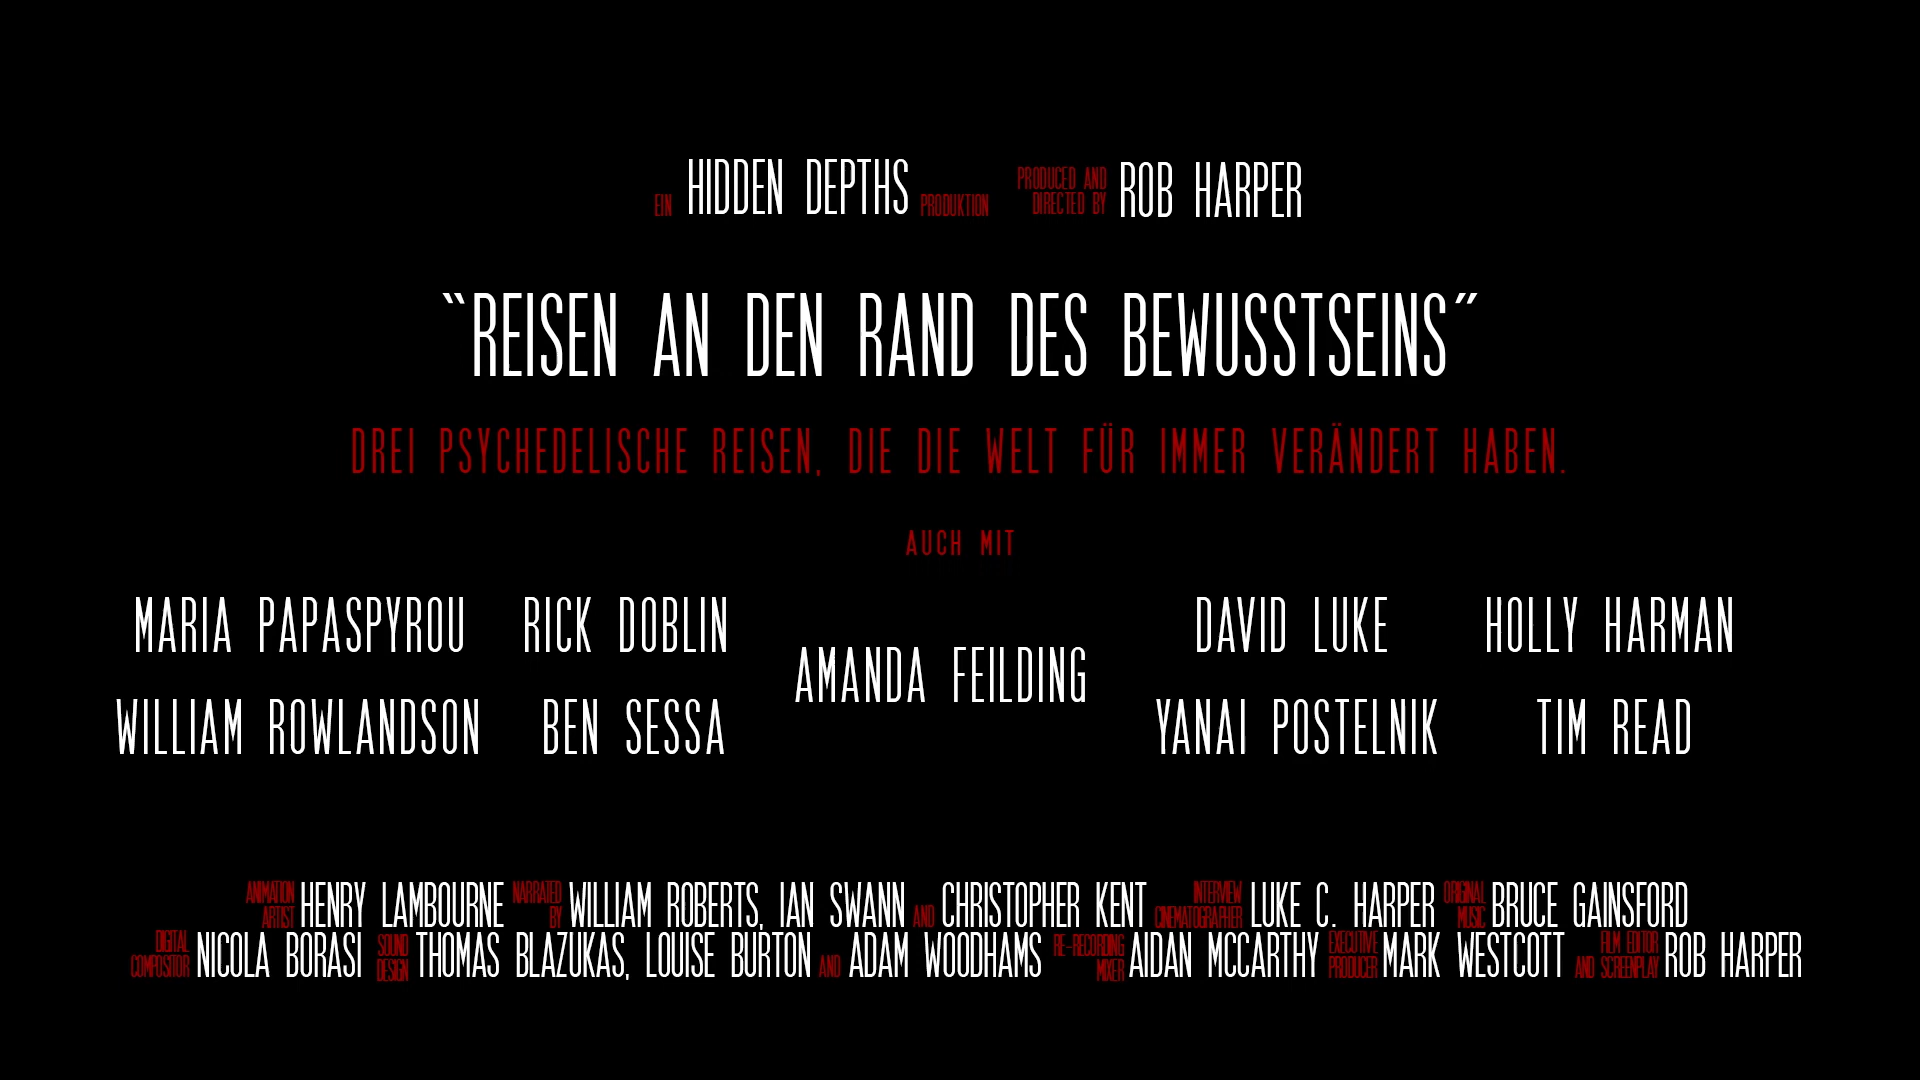 EIN HIDDEN DEPTHS PRODUKTION PRODUCED AND DIRECTED BY ROB HARPER
“REISEN AN DEN RAND DES BEWUSSTSEINS”
DREI PSYCHEDELISCHE REISEN, DIE DIE WELT FÜR IMMER VERÄNDERT HABEN.
AUCH MIT
MARIA PAPASPYROU RICK DOBLIN DAVID LUKE HOLLY HARMAN
AMANDA FEILDING
WILLIAM ROWLANDSON BEN SESSA YANAI POSTELNIK TIM READ
ANIMATION ARTIST HENRY LAMBOURNE NARRATED BY WILLIAM ROBERTS, IAN SWANN AND CHRISTOPHER KENT INTERVIEW CINEMATOGRAPHER LUKE C. HARPER ORIGINAL MUSIC BRUCE GAINSFORD
DIGITAL COMPOSITOR NICOLA BORASI SOUND DESIGN THOMAS BLAZUKAS, LOUISE BURTON AND ADAM WOODHAMS RE-RECORDING MIXER AIDAN MCCARTHY EXECUTIVE PRODUCER MARK WESTCOTT FILM EDITOR AND SCREENPLAY ROB HARPER